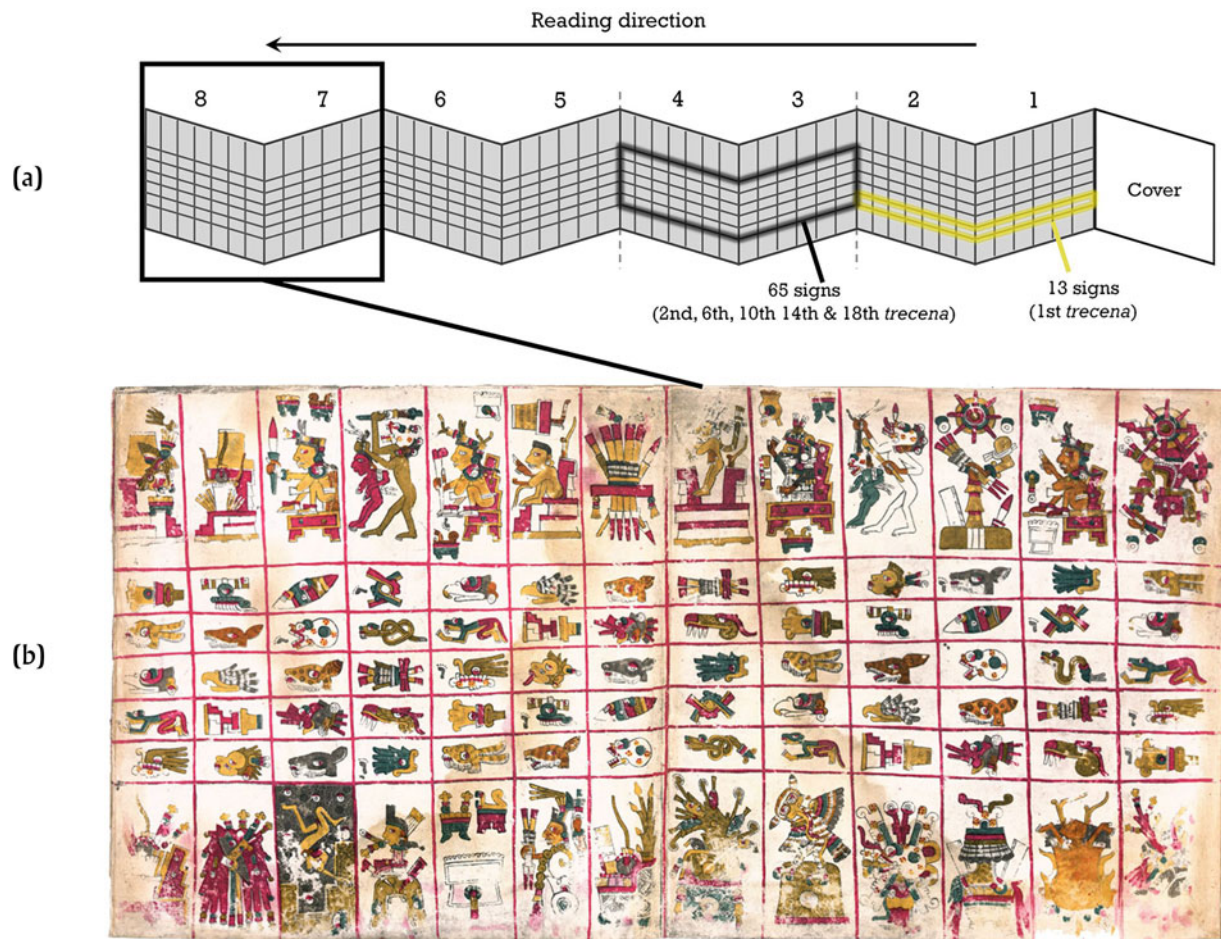 Reading direction
(a)
8 7 6 5 4 3 2 1
Cover
65 signs
(2nd, 6th, 10th 14th & 18th trecena)
13 signs
(1st trecena)
(b)